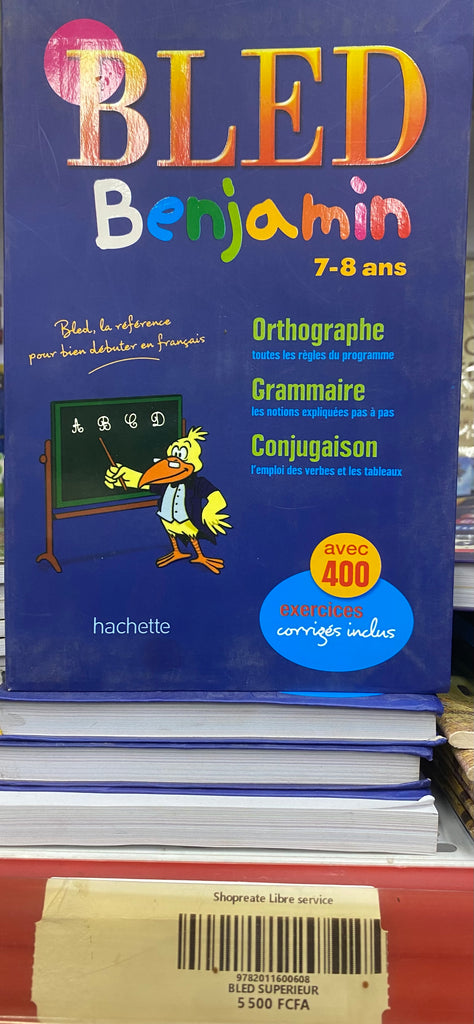 BLED
Benjamin
7-8 ans
Bled, la référence
pour bien débuter en français
Orthographe
toutes les règles du programme
Grammaire
les notions expliquées pas à pas
Conjugaison
l'emploi des verbes et les tableaux
A B C D
avec
400
exercices
corrigés inclus
hachette
Shopreate Libre service
9782011600608
BLED SUPERIEUR
5 500 FCFA